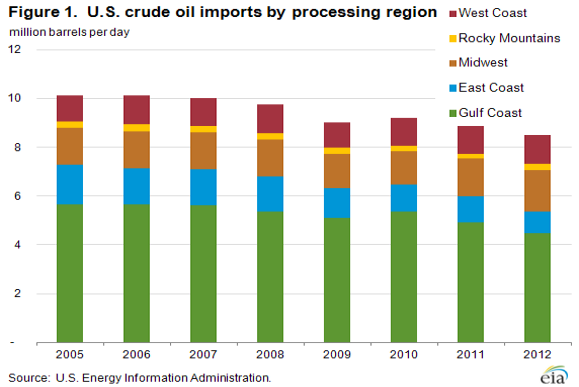 Figure 1.  U.S. crude oil imports by processing region
million barrels per day
West Coast
Rocky Mountains
Midwest
East Coast
Gulf Coast
12
10
8
6
4
2
-
2005 2006 2007 2008 2009 2010 2011 2012
Source:  U.S. Energy Information Administration.
eia